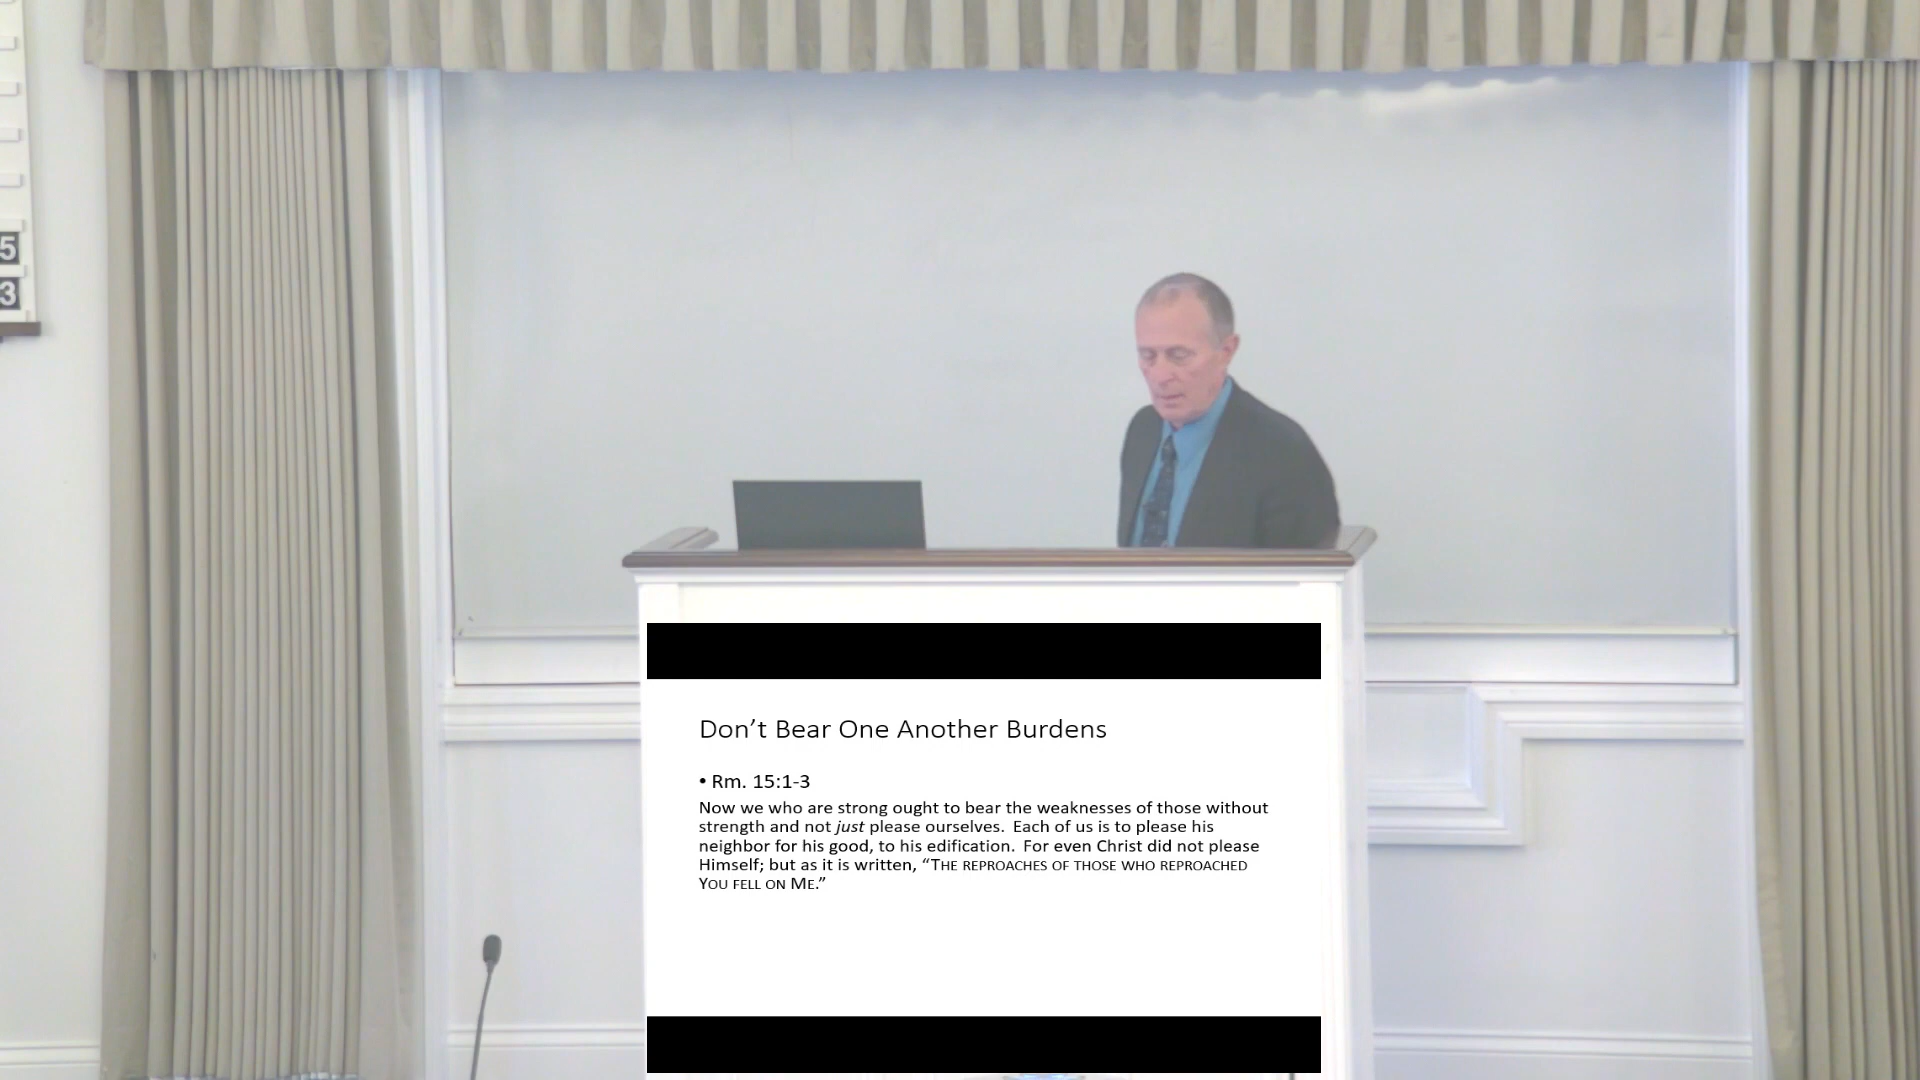 5
3
Don’t Bear One Another Burdens
• Rm. 15:1-3
Now we who are strong ought to bear the weaknesses of those without
strength and not just please ourselves.  Each of us is to please his
neighbor for his good, to his edification.  For even Christ did not please
Himself; but as it is written, “THE REPROACHES OF THOSE WHO REPROACHED
YOU FELL ON ME.”